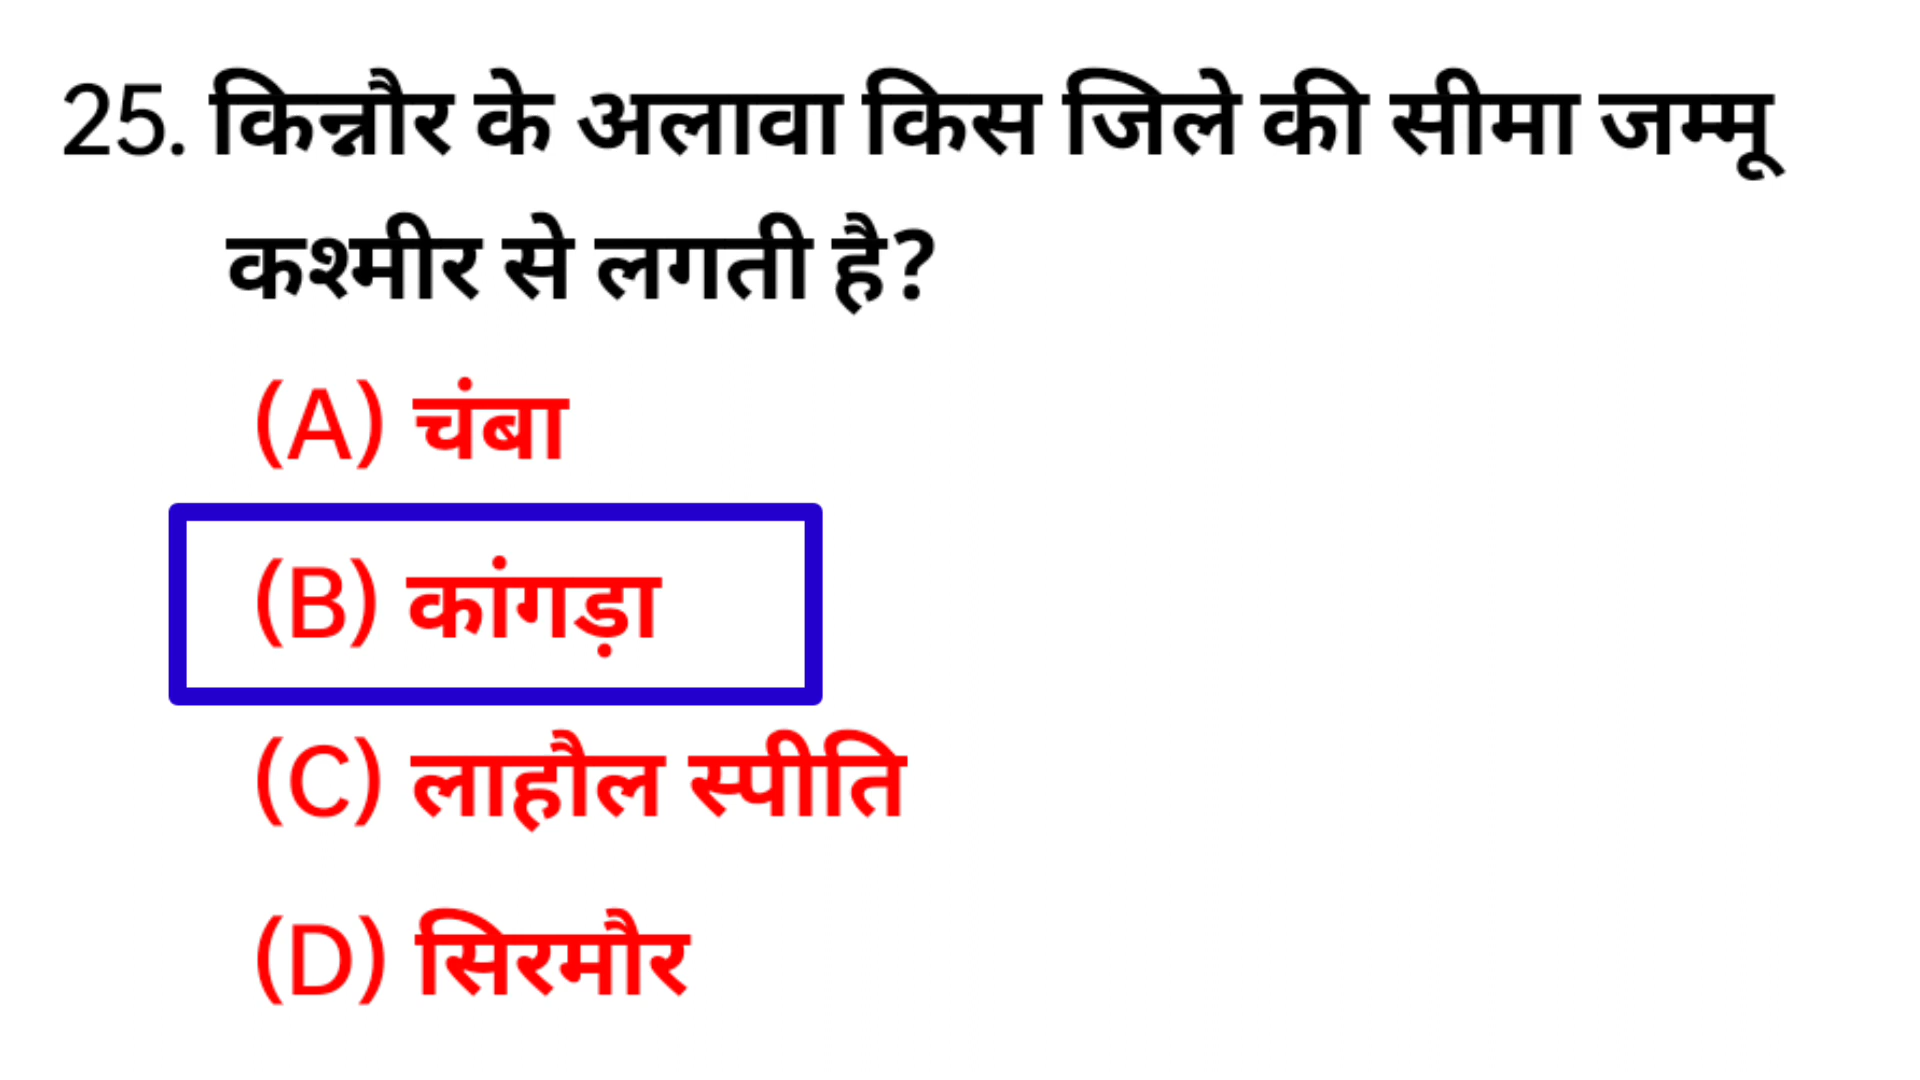 25. किन्नौर के अलावा किस जिले की सीमा जम्मू
कश्मीर से लगती है?
(A) चंबा
(B) कांगड़ा
(C) लाहौल स्पीति
(D) सिरमौर